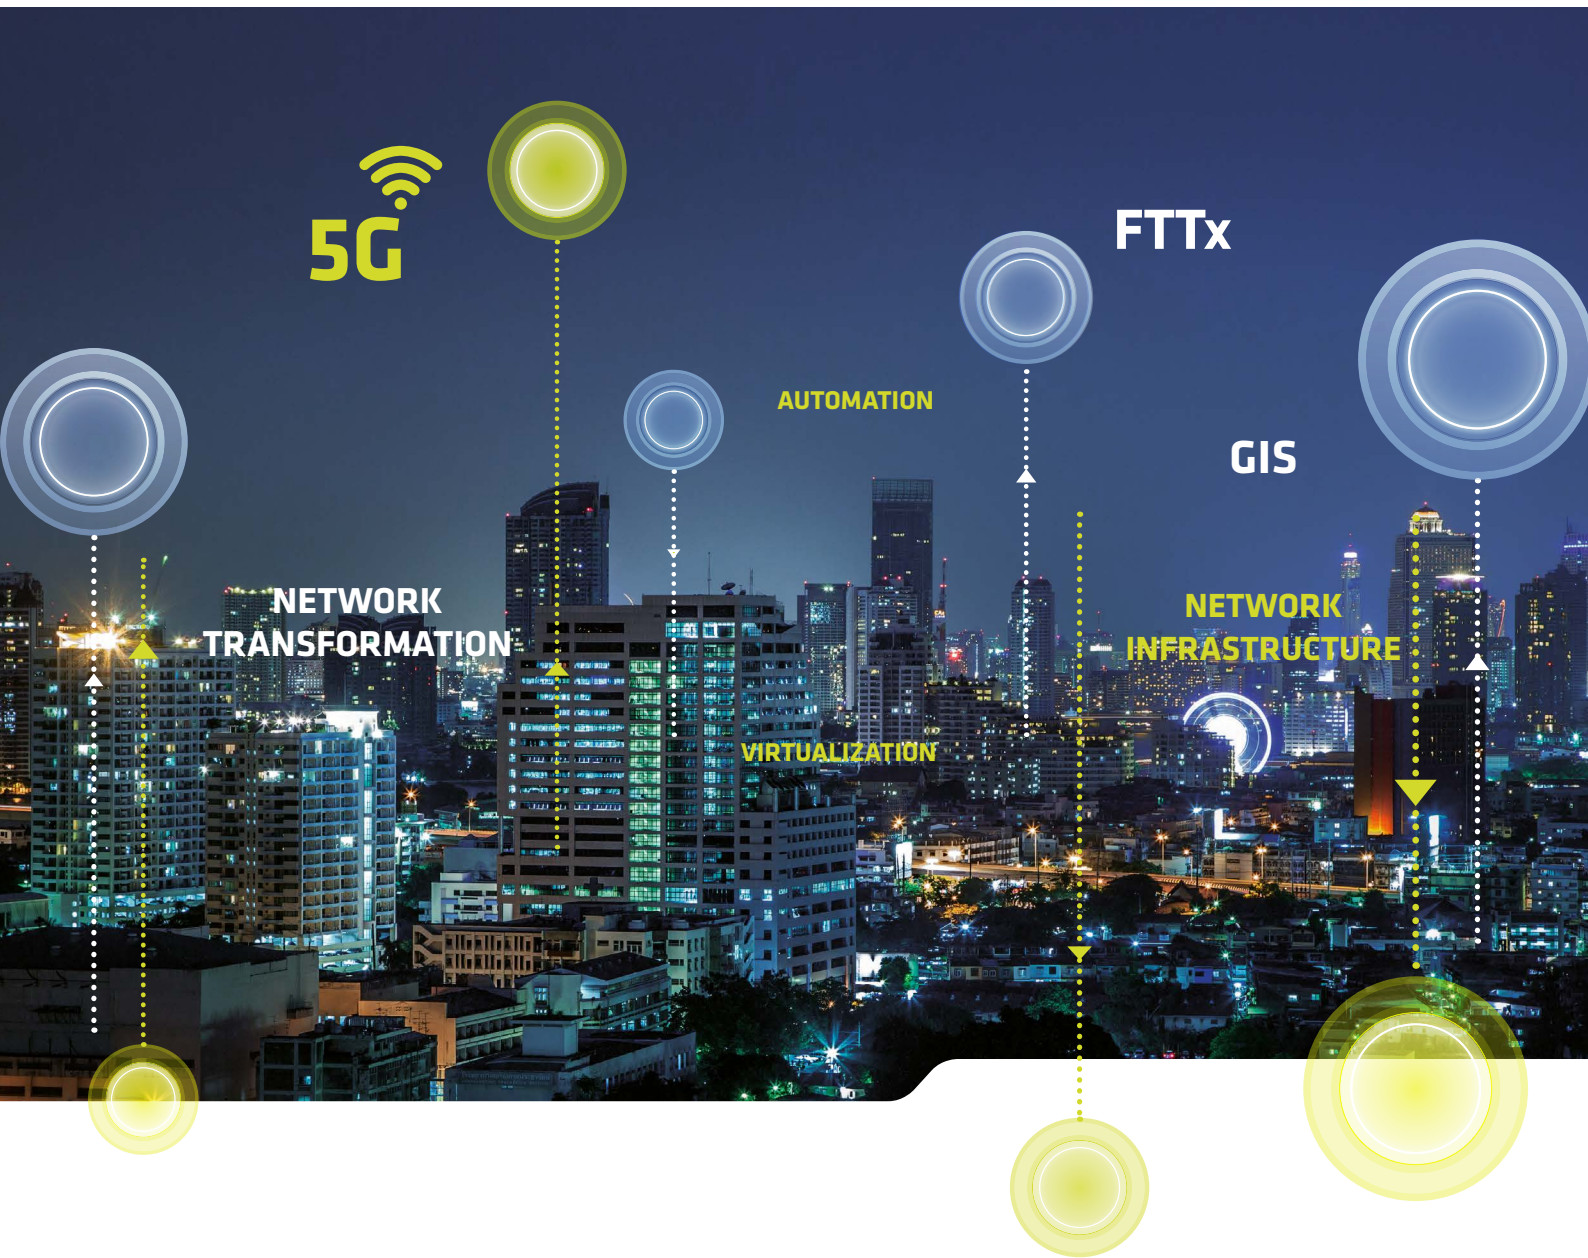 5G
FTTx
AUTOMATION
GIS
NETWORK
TRANSFORMATION
NETWORK
INFRASTRUCTURE
VIRTUALIZATION